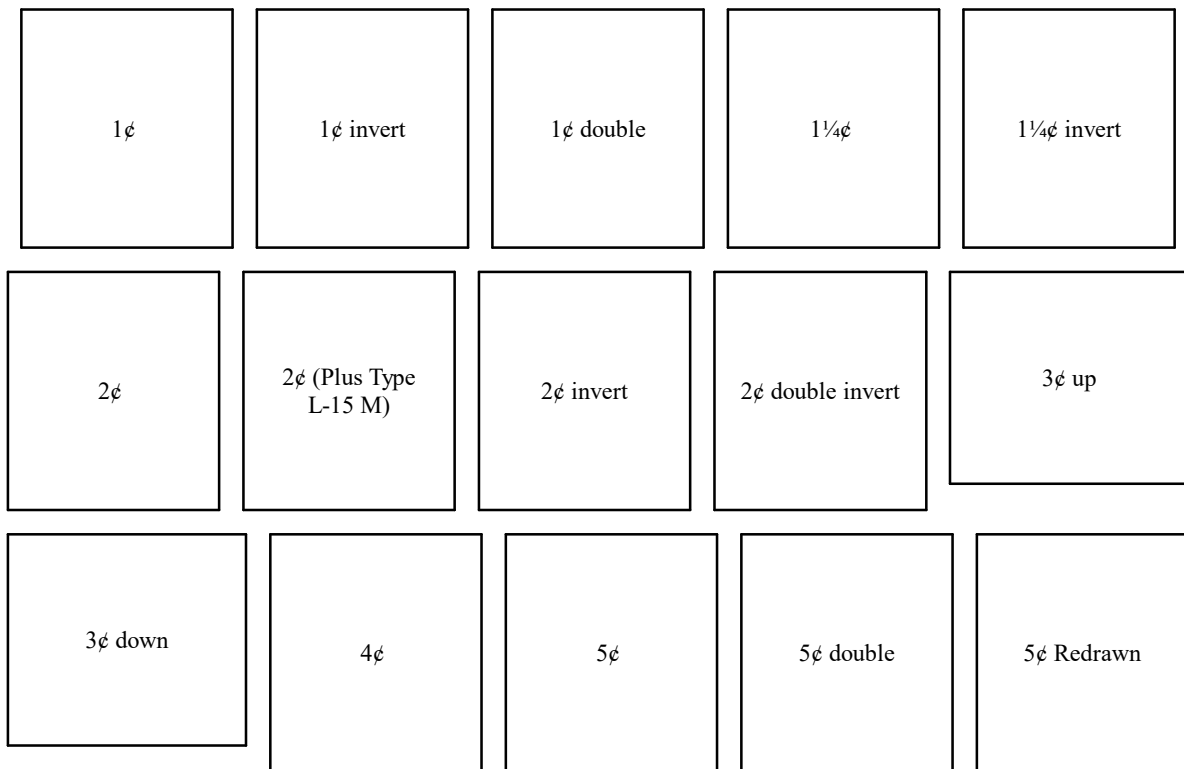 1¢
1¢ invert
1¢ double
1¼¢
1¼¢ invert
2¢
2¢ (Plus Type
L-15 M)
2¢ invert
2¢ double invert
3¢ up
3¢ down
4¢
5¢
5¢ double
5¢ Redrawn